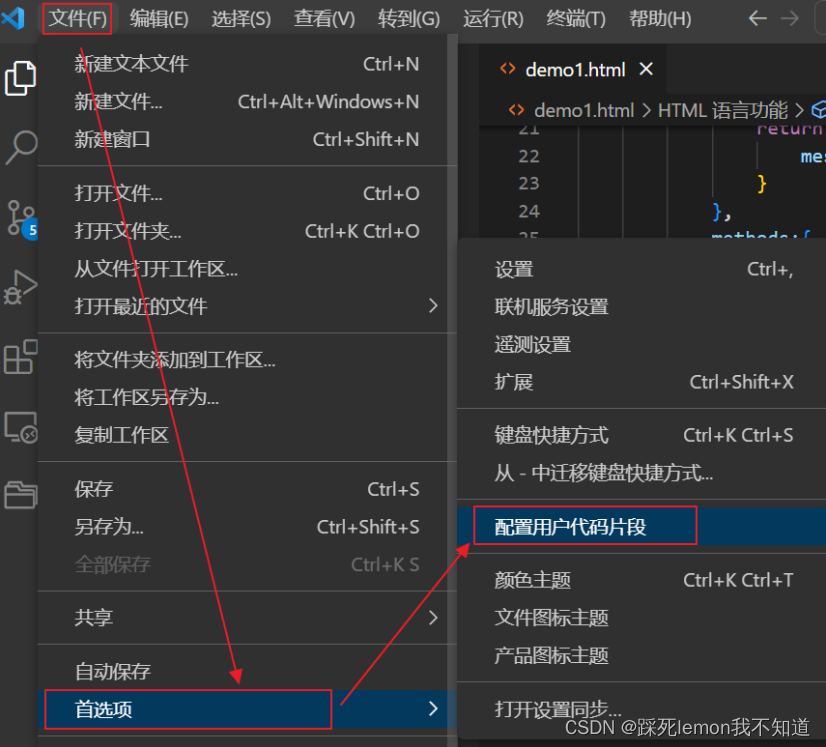 文件(F) 编辑(E) 选择(S) 查看(V) 转到(G) 运行(R) 终端(T) 帮助(H)
demo1.html
demo1.html > HTML 语言功能 >
21 return
22 mes
23 }
24 },
25 methods:{
5
新建文本文件 Ctrl+N
新建文件... Ctrl+Alt+Windows+N
新建窗口 Ctrl+Shift+N
打开文件... Ctrl+O
打开文件夹... Ctrl+K Ctrl+O
从文件打开工作区...
打开最近的文件
将文件夹添加到工作区...
将工作区另存为...
复制工作区
保存 Ctrl+S
另存为... Ctrl+Shift+S
全部保存 Ctrl+K S
共享
自动保存
首选项
设置 Ctrl+,
联机服务设置
遥测设置
扩展 Ctrl+Shift+X
键盘快捷方式 Ctrl+K Ctrl+S
从 - 中迁移键盘快捷方式...
配置用户代码片段
颜色主题 Ctrl+K Ctrl+T
文件图标主题
产品图标主题
打开设置同步...
CSDN @踩死lemon我不知道